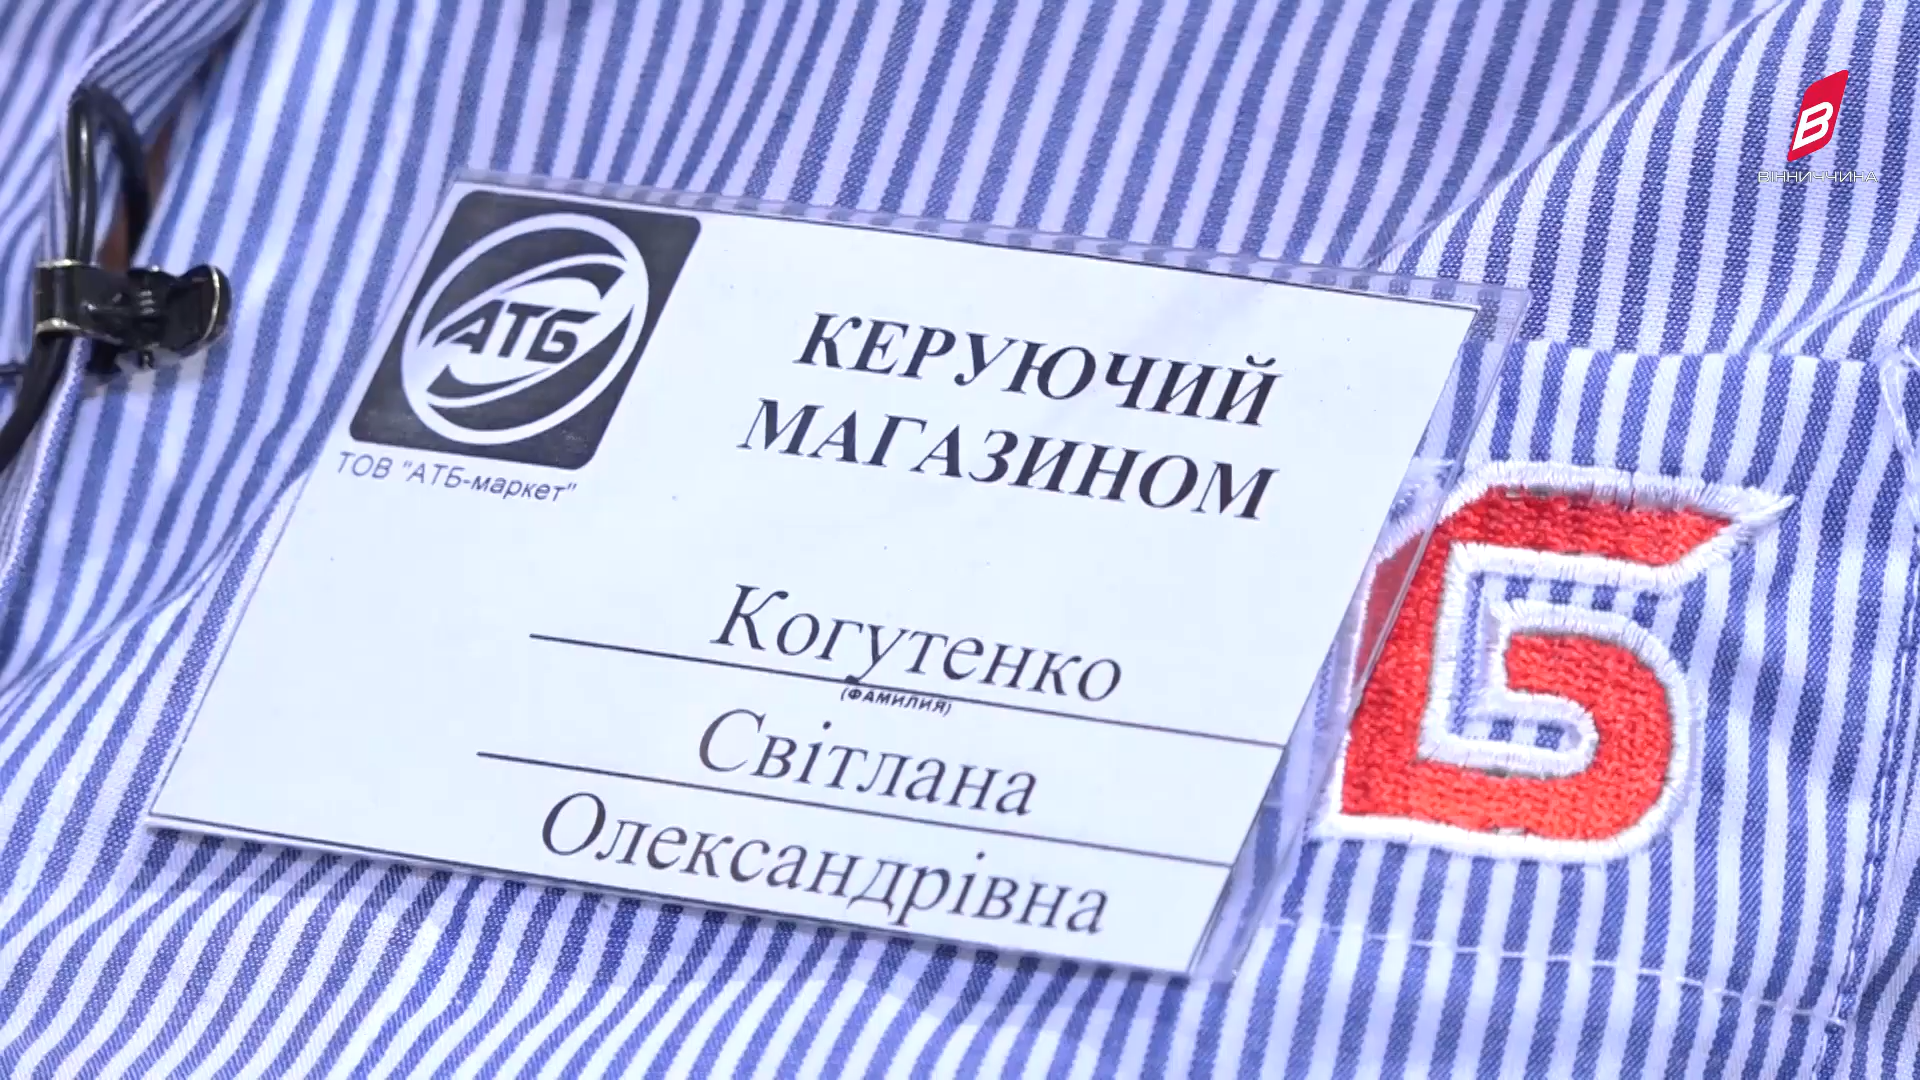 В
ВІННИЧЧИНА
АТБ
ТОВ "АТБ-маркет"
КЕРУЮЧИЙ
МАГАЗИНОМ
Когутенко
(ФАМИЛИЯ)
Світлана
Олександрівна
Б